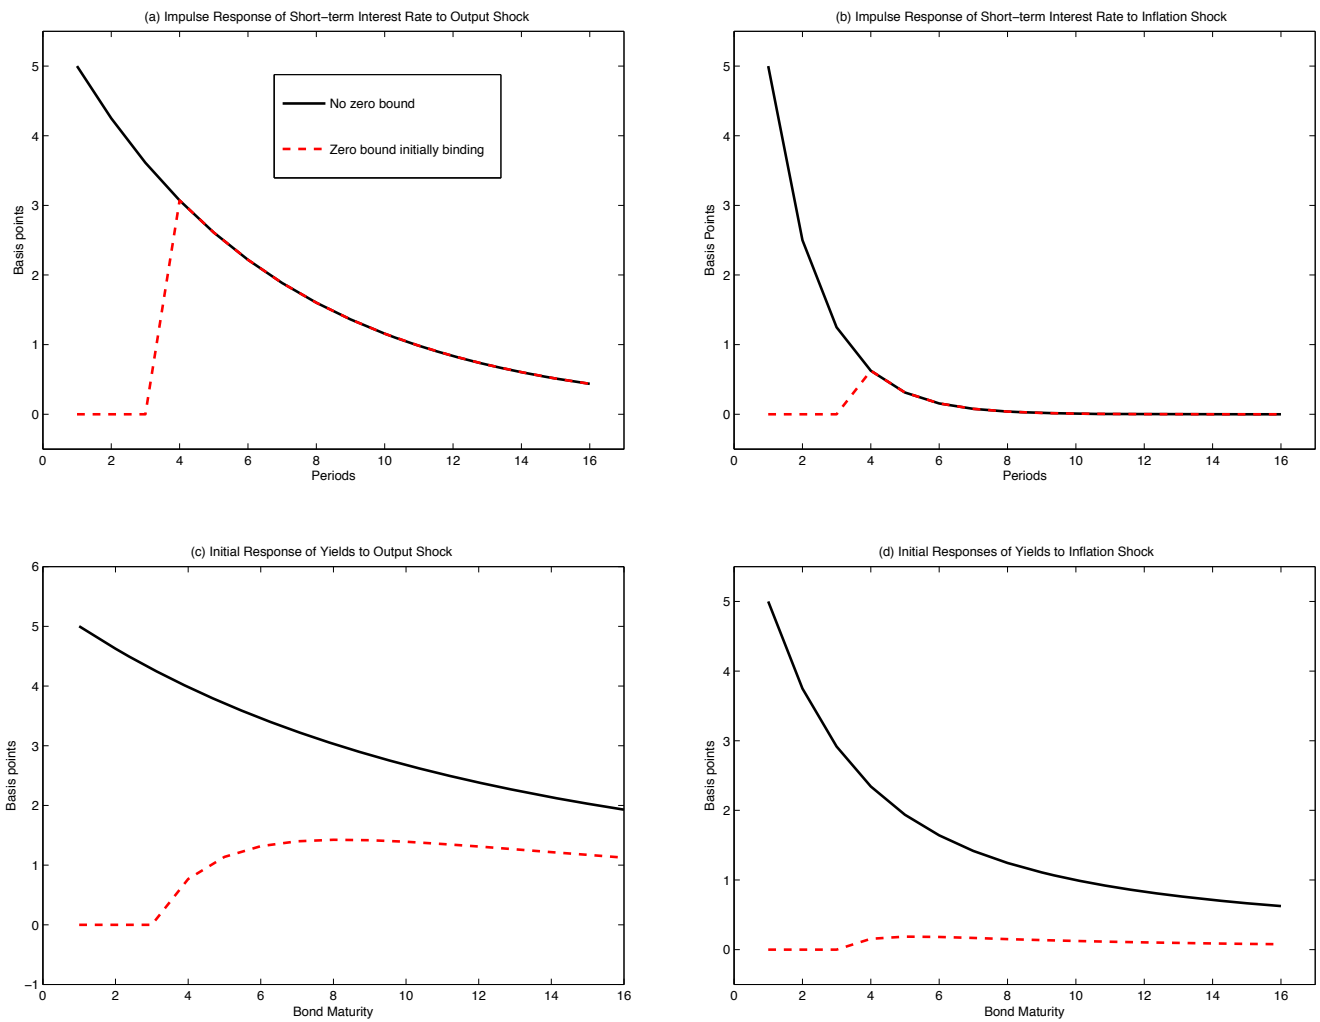 (a) Impulse Response of Short−term Interest Rate to Output Shock
5
4
3
2
1
0
Basis points
No zero bound
Zero bound initially binding
0 2 4 6 8 10 12 14 16
Periods
(b) Impulse Response of Short−term Interest Rate to Inflation Shock
5
4
3
2
1
0
Basis Points
0 2 4 6 8 10 12 14 16
Periods
(c) Initial Response of Yields to Output Shock
6
5
4
3
2
1
0
−1
Basis points
0 2 4 6 8 10 12 14 16
Bond Maturity
(d) Initial Responses of Yields to Inflation Shock
5
4
3
2
1
0
Basis points
0 2 4 6 8 10 12 14 16
Bond Maturity